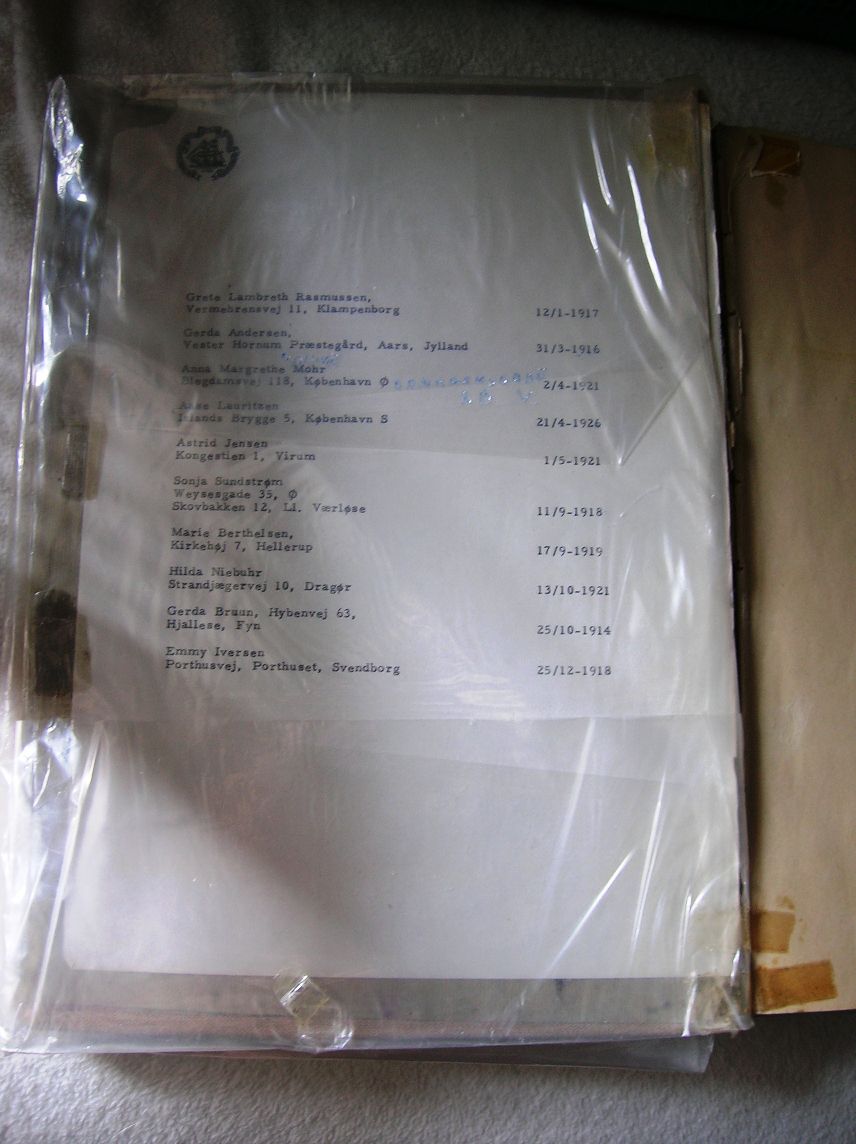 Grete Lambreth Rasmussen,
Vermehrensvej 11, Klampenborg 12/1-1917
Gerda Andersen,
Vester Hornum Præstegård, Aars, Jylland 31/3-1916
Anna Margrethe Mohr
Blegdamsvej 118, København Ø 2/4-1921
Aase Lauritzen
Islands Brygge 5, København S 21/4-1926
Astrid Jensen
Kongestien 1, Virum 1/5-1921
Sonja Sundstrøm
Weysesgade 35, Ø
Skovbakken 12, Ll. Værløse 11/9-1918
Marie Berthelsen,
Kirkehøj 7, Hellerup 17/9-1919
Hilda Niebuhr
Strandjægervej 10, Dragør 13/10-1921
Gerda Bruun, Hybenvej 63,
Hjallese, Fyn 25/10-1914
Emmy Iversen
Porthusvej, Porthuset, Svendborg 25/12-1918